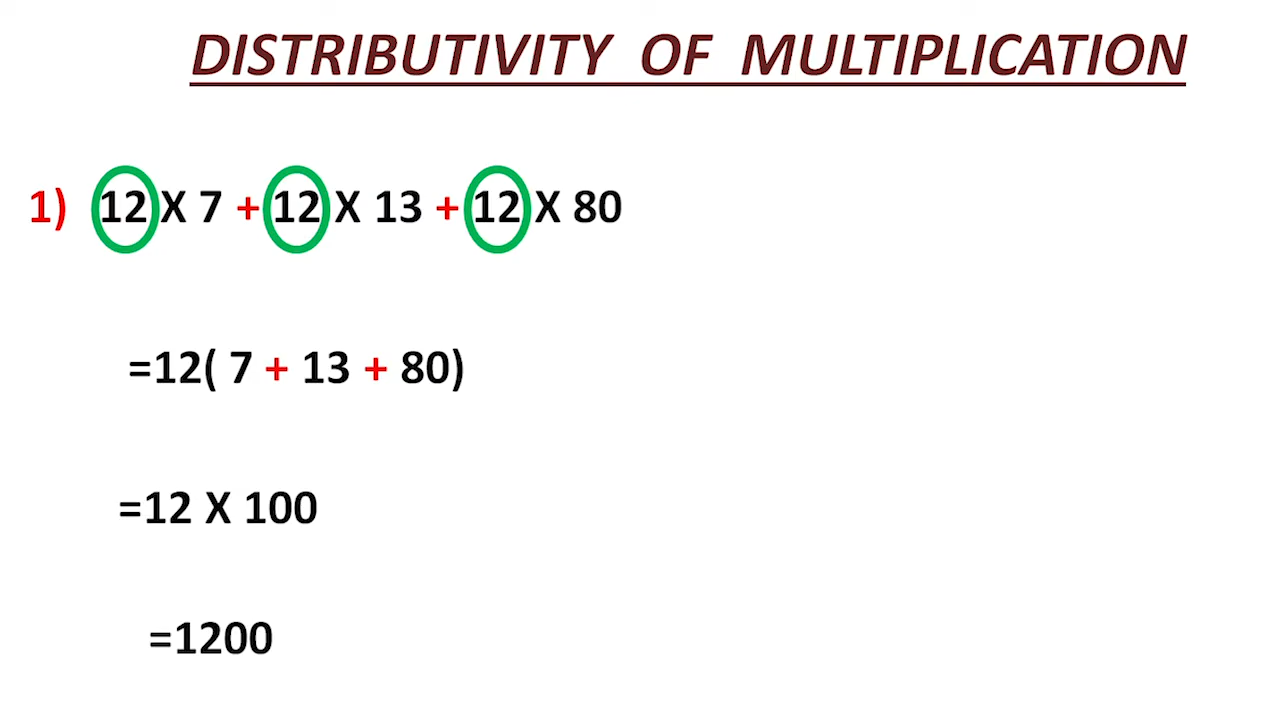 DISTRIBUTIVITY OF MULTIPLICATION
1) 12 X 7 + 12 X 13 + 12 X 80
=12( 7 + 13 + 80)
=12 X 100
=1200